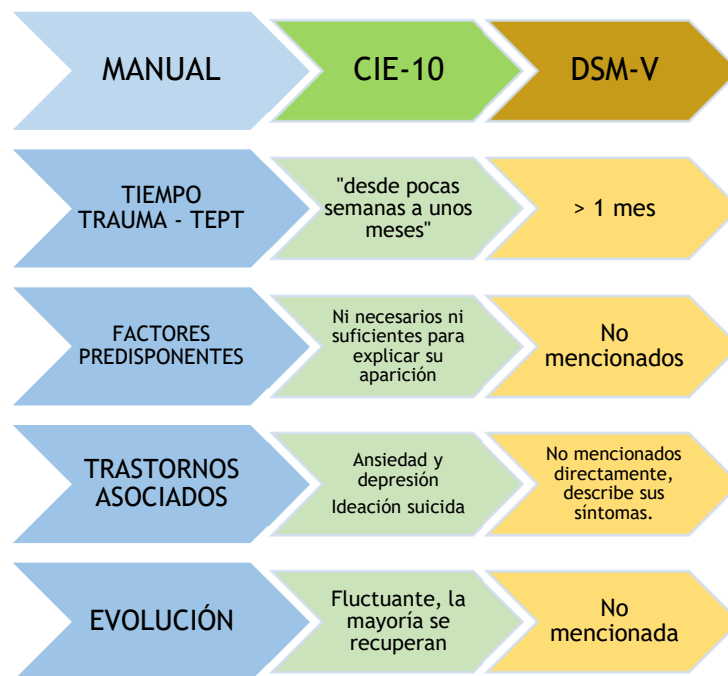 MANUAL
CIE-10
DSM-V
TIEMPO
TRAUMA - TEPT
"desde pocas
semanas a unos
meses"
> 1 mes
FACTORES
PREDISPONENTES
Ni necesarios ni
suficientes para
explicar su
aparición
No
mencionados
TRASTORNOS
ASOCIADOS
Ansiedad y
depresión
Ideación suicida
No mencionados
directamente,
describe sus
síntomas.
EVOLUCIÓN
Fluctuante, la
mayoría se
recuperan
No
mencionada